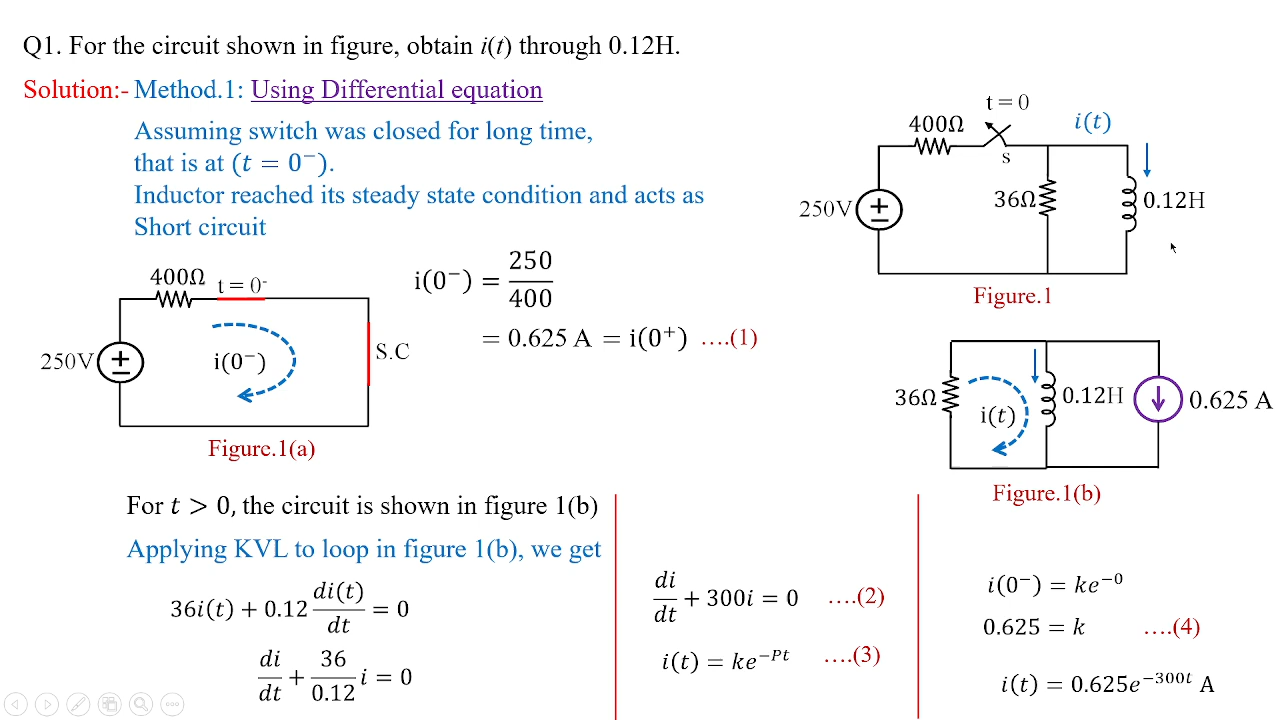 Q1. For the circuit shown in figure, obtain i(t) through 0.12H.
Solution:- Method.1: Using Differential equation
Assuming switch was closed for long time,
that is at (t = 0⁻).
Inductor reached its steady state condition and acts as
Short circuit
t = 0
400Ω
i(t)
s
36Ω
0.12H
250V
Figure.1
400Ω
t = 0-
250V
i(0⁻)
S.C
Figure.1(a)
i(0⁻) = 250/400
= 0.625 A = i(0⁺) ....(1)
36Ω
i(t)
0.12H
0.625 A
Figure.1(b)
For t > 0, the circuit is shown in figure 1(b)
Applying KVL to loop in figure 1(b), we get
36i(t) + 0.12 di(t)/dt = 0
di/dt + 36/0.12 i = 0
di/dt + 300i = 0 ....(2)
i(t) = ke^{-Pt} ....(3)
i(0⁻) = ke^{-0}
0.625 = k ....(4)
i(t) = 0.625e^{-300t} A